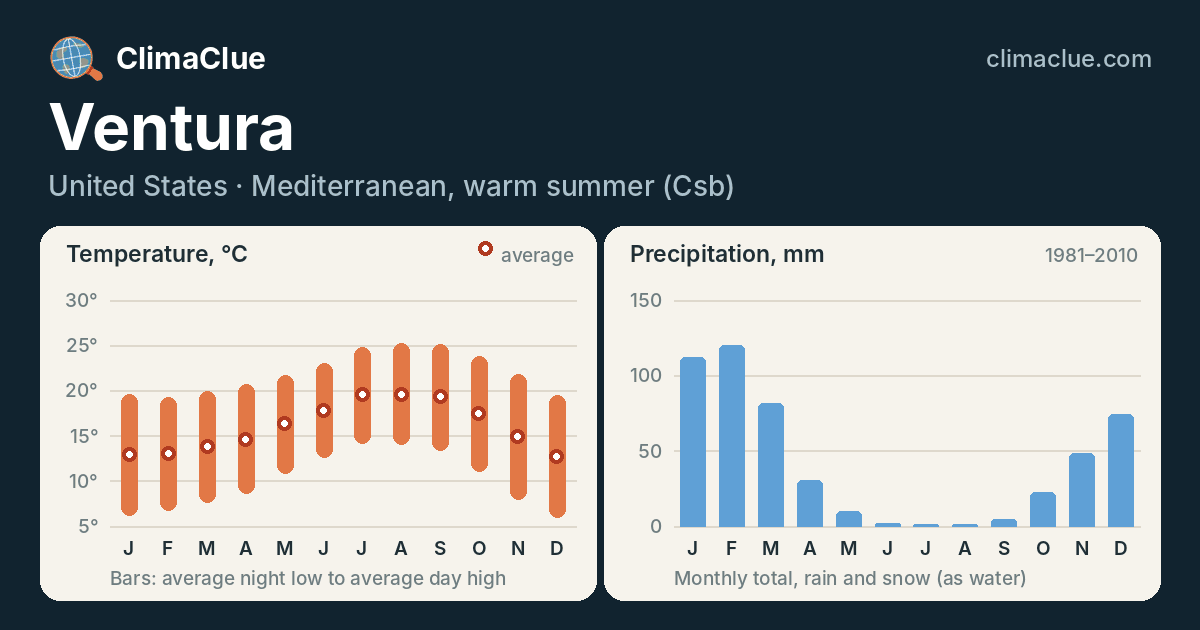 ClimaClue
climaclue.com
Ventura
United States · Mediterranean, warm summer (Csb)
Temperature, °C
average
30°
25°
20°
15°
10°
5°
J F M A M J J A S O N D
Bars: average night low to average day high
Precipitation, mm
1981–2010
150
100
50
0
J F M A M J J A S O N D
Monthly total, rain and snow (as water)